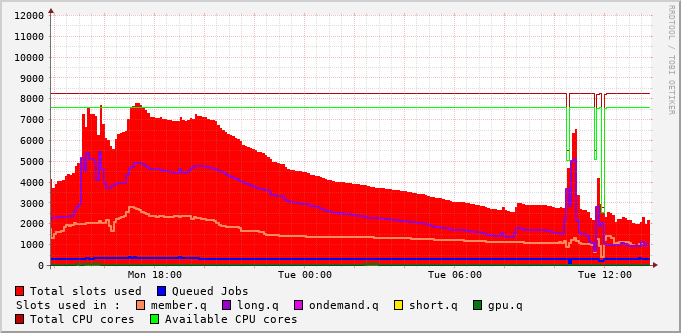 12000
11000
10000
9000
8000
7000
6000
5000
4000
3000
2000
1000
0
Mon 18:00 Tue 00:00 Tue 06:00 Tue 12:00
Total slots used Queued Jobs
Slots used in : member.q long.q ondemand.q short.q gpu.q
Total CPU cores Available CPU cores
RRDTOOL / TOBI OETIKER